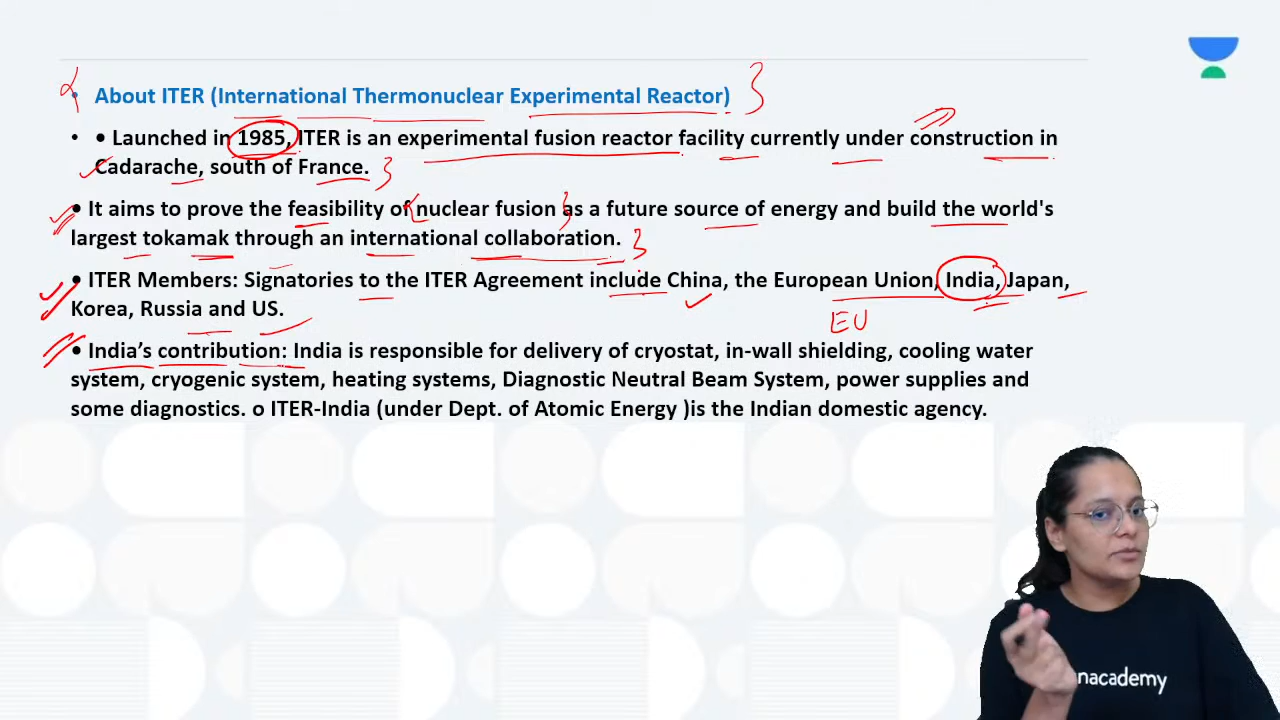 • About ITER (International Thermonuclear Experimental Reactor)
• • Launched in 1985, ITER is an experimental fusion reactor facility currently under construction in
Cadarache, south of France.
• It aims to prove the feasibility of nuclear fusion as a future source of energy and build the world's
largest tokamak through an international collaboration.
• ITER Members: Signatories to the ITER Agreement include China, the European Union, India, Japan,
Korea, Russia and US.
EU
• India’s contribution: India is responsible for delivery of cryostat, in-wall shielding, cooling water
system, cryogenic system, heating systems, Diagnostic Neutral Beam System, power supplies and
some diagnostics. o ITER-India (under Dept. of Atomic Energy )is the Indian domestic agency.
nacademy